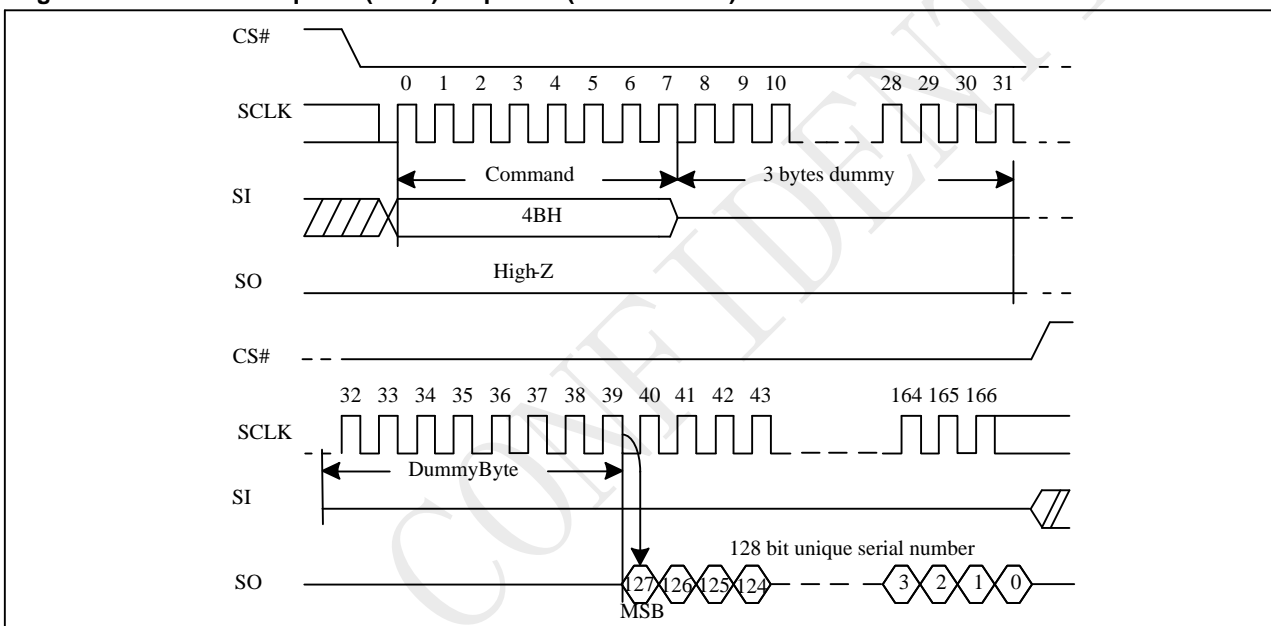 CS#
0 1 2 3 4 5 6 7 8 9 10 28 29 30 31
SCLK
Command 3 bytes dummy
SI
4BH
High-Z
SO
CS#
32 33 34 35 36 37 38 39 40 41 42 43 164 165 166
SCLK
DummyByte
SI
128 bit unique serial number
SO 127 126 125 124 3 2 1 0
MSB
CONFIDENT